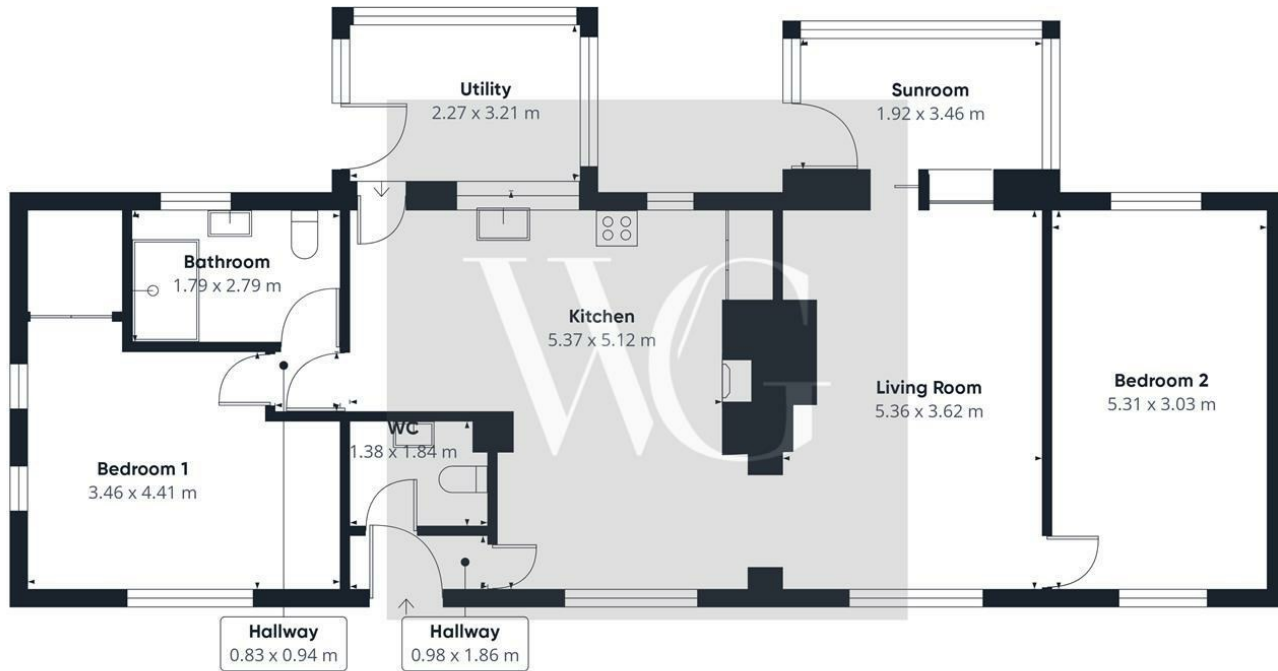 Utility
2.27 x 3.21 m
Sunroom
1.92 x 3.46 m
Bathroom
1.79 x 2.79 m
Kitchen
5.37 x 5.12 m
Living Room
5.36 x 3.62 m
Bedroom 2
5.31 x 3.03 m
WC
1.38 x 1.84 m
Bedroom 1
3.46 x 4.41 m
Hallway
0.83 x 0.94 m
Hallway
0.98 x 1.86 m
WG